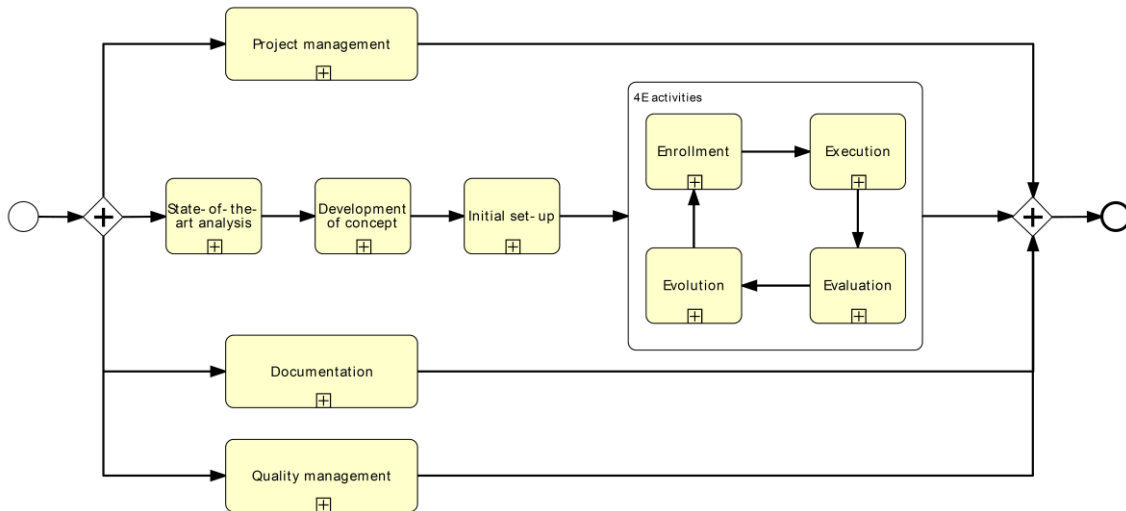 Project management
4E activities
Enrollment
Execution
State- of- the-
art analysis
Development
of concept
Initial set- up
Evolution
Evaluation
Documentation
Quality management